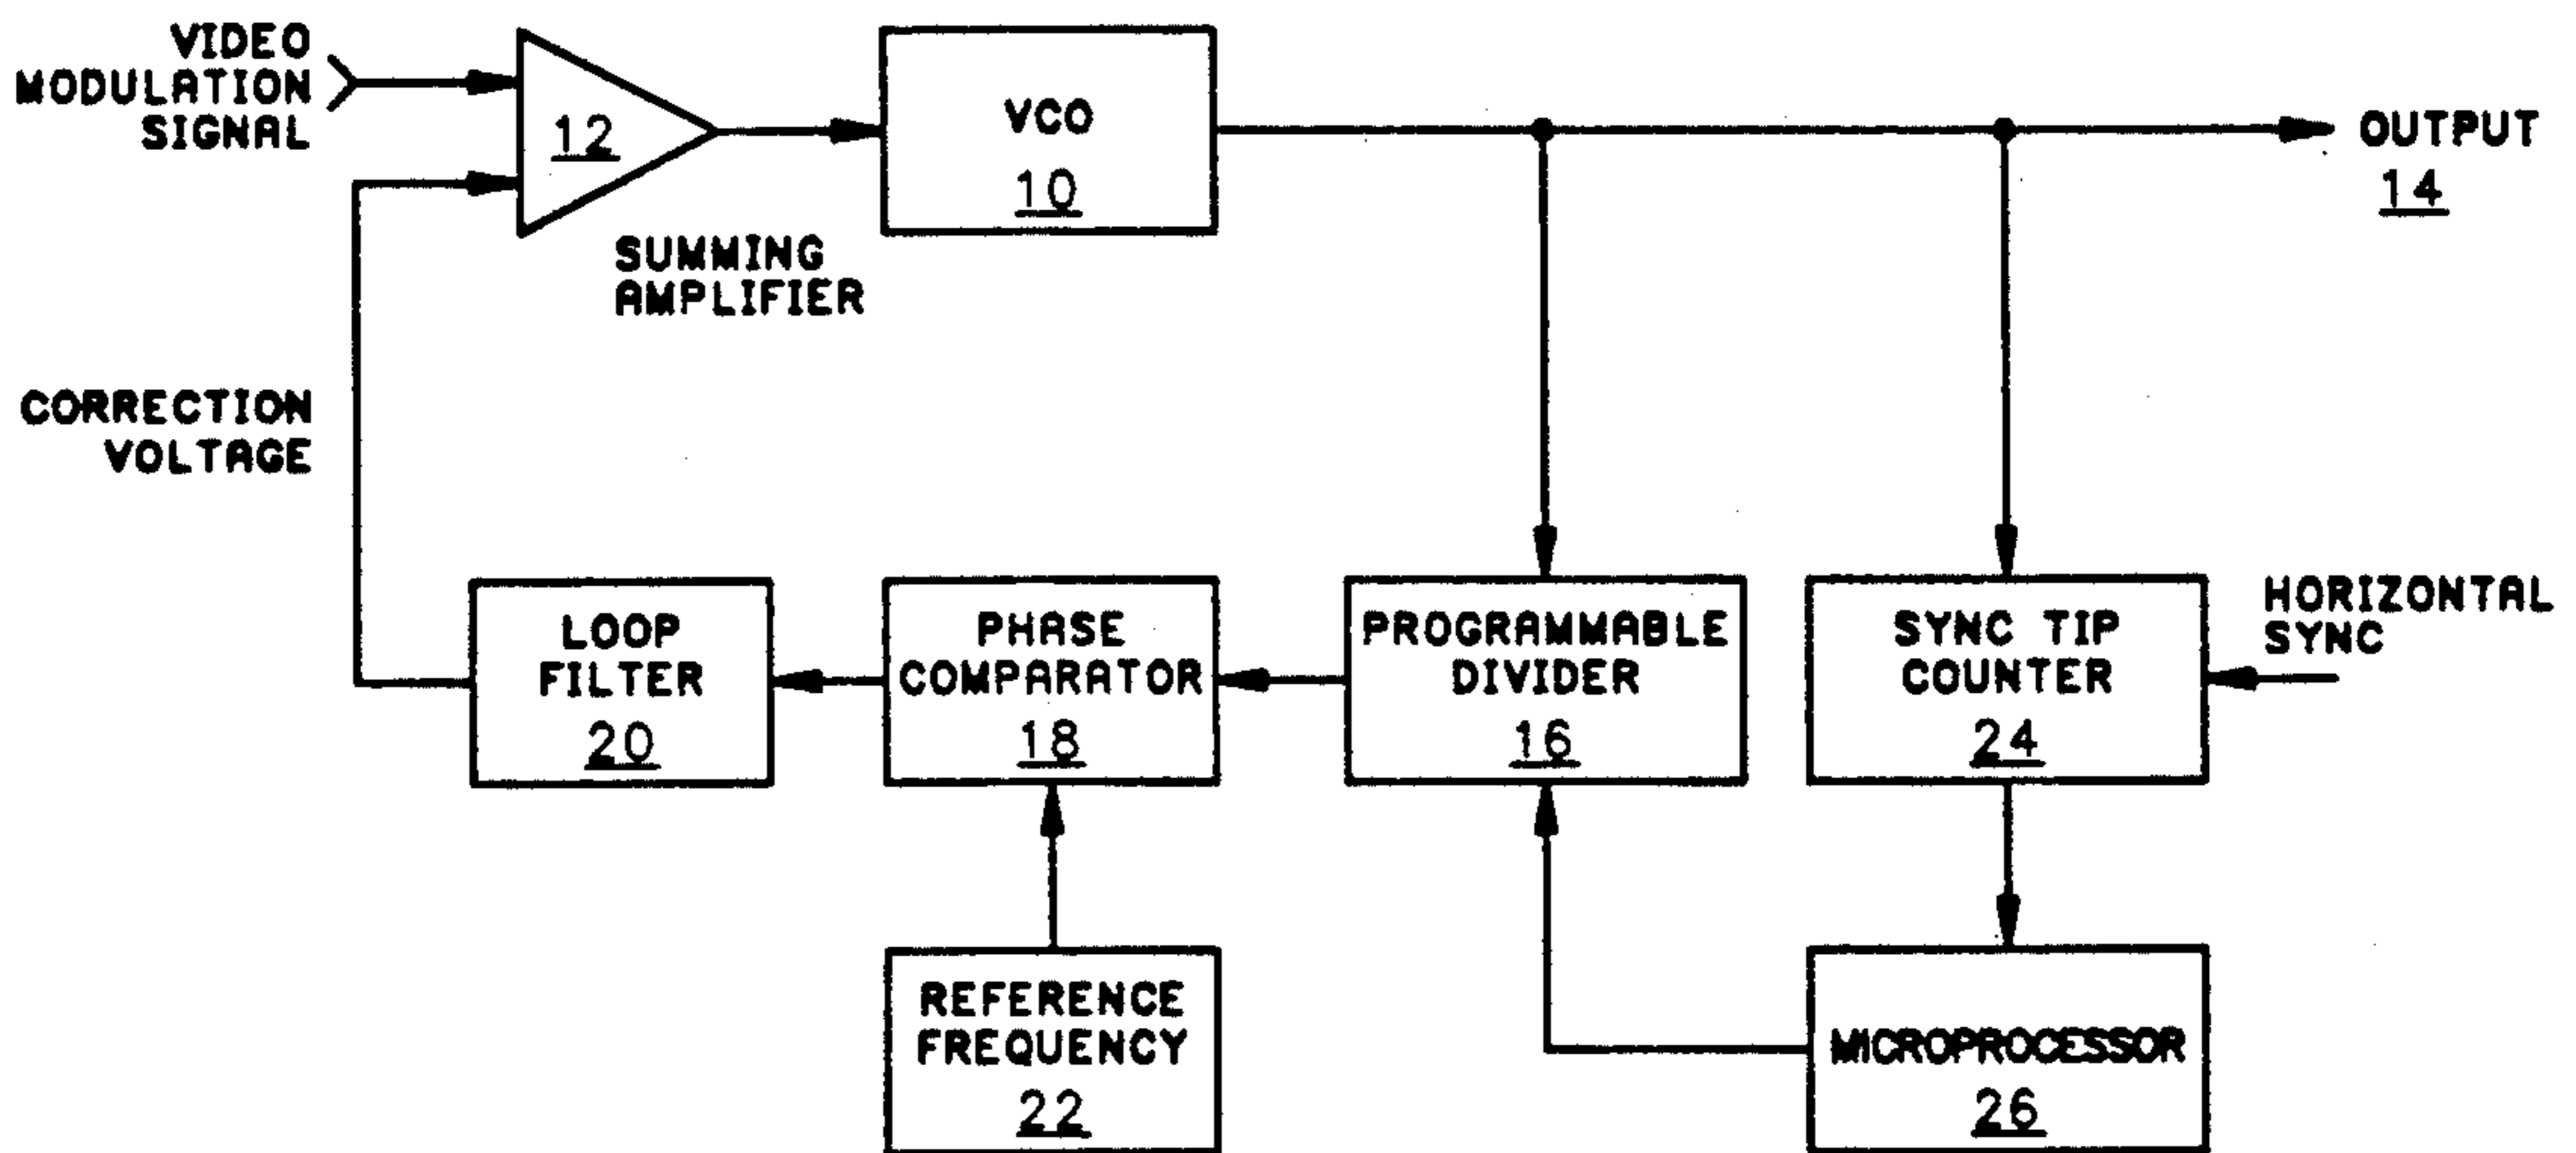 VIDEO
MODULATION
SIGNAL
12
SUMMING
AMPLIFIER
VCO
10
OUTPUT
14
CORRECTION
VOLTAGE
LOOP
FILTER
20
PHASE
COMPARATOR
18
PROGRAMMABLE
DIVIDER
16
SYNC TIP
COUNTER
24
HORIZONTAL
SYNC
REFERENCE
FREQUENCY
22
MICROPROCESSOR
26